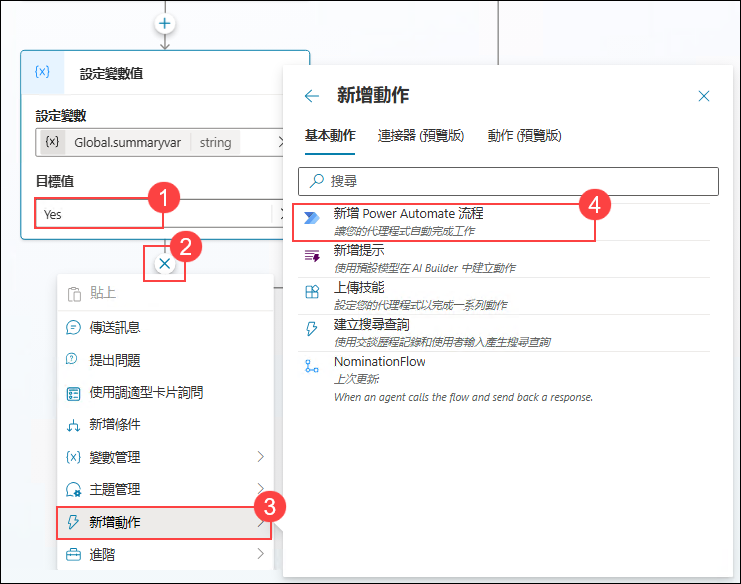 {x}
設定變數值
設定變數
{x} Global.summaryvar string
目標值
Yes
1
2
貼上
傳送訊息
提出問題
使用調適型卡片詢問
新增條件
{x} 變數管理
主題管理
新增動作
3
進階
新增動作
基本動作 連接器 (預覽版) 動作 (預覽版)
搜尋
4
新增 Power Automate 流程
讓您的代理程式自動完成工作
新增提示
使用預設模型在 AI Builder 中建立動作
上傳技能
設定您的代理程式以完成一系列動作
建立搜尋查詢
使用交談歷程記錄和使用者輸入產生搜尋查詢
NominationFlow
上次更新:
When an agent calls the flow and send back a response.